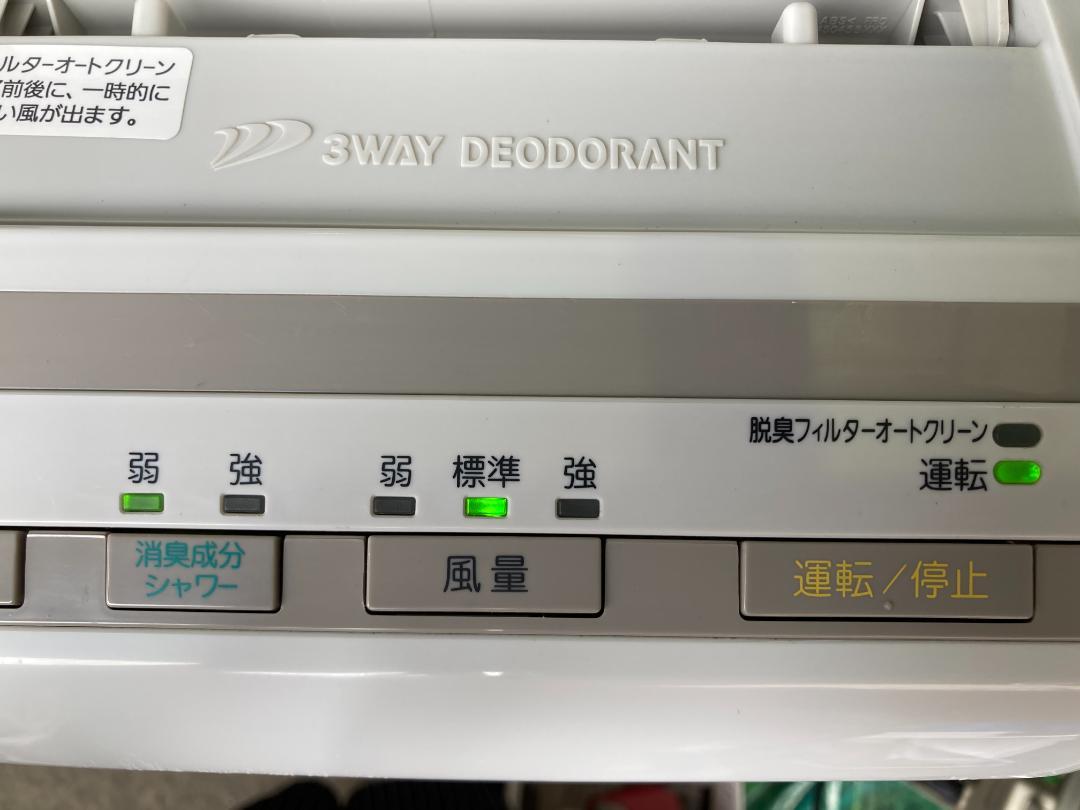 ルターオートクリーン
前後に、一時的に
い風が出ます。
3WAY DEODORANT
脱臭フィルターオートクリーン
運転
弱 強 弱 標準 強
消臭成分
シャワー
風量
運転/停止